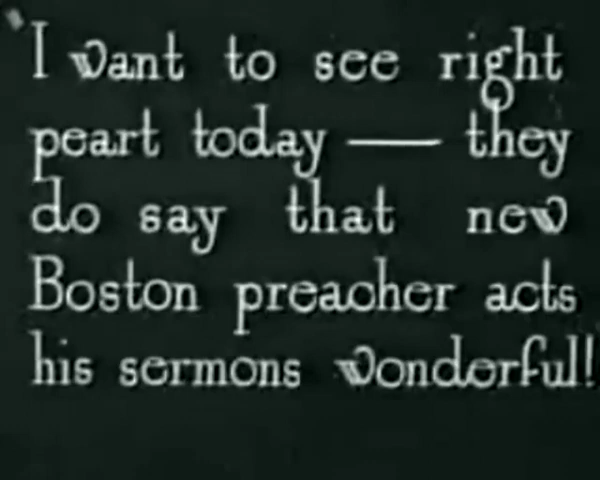 "I want to see right
peart today — they
do say that new
Boston preacher acts
his sermons wonderful!